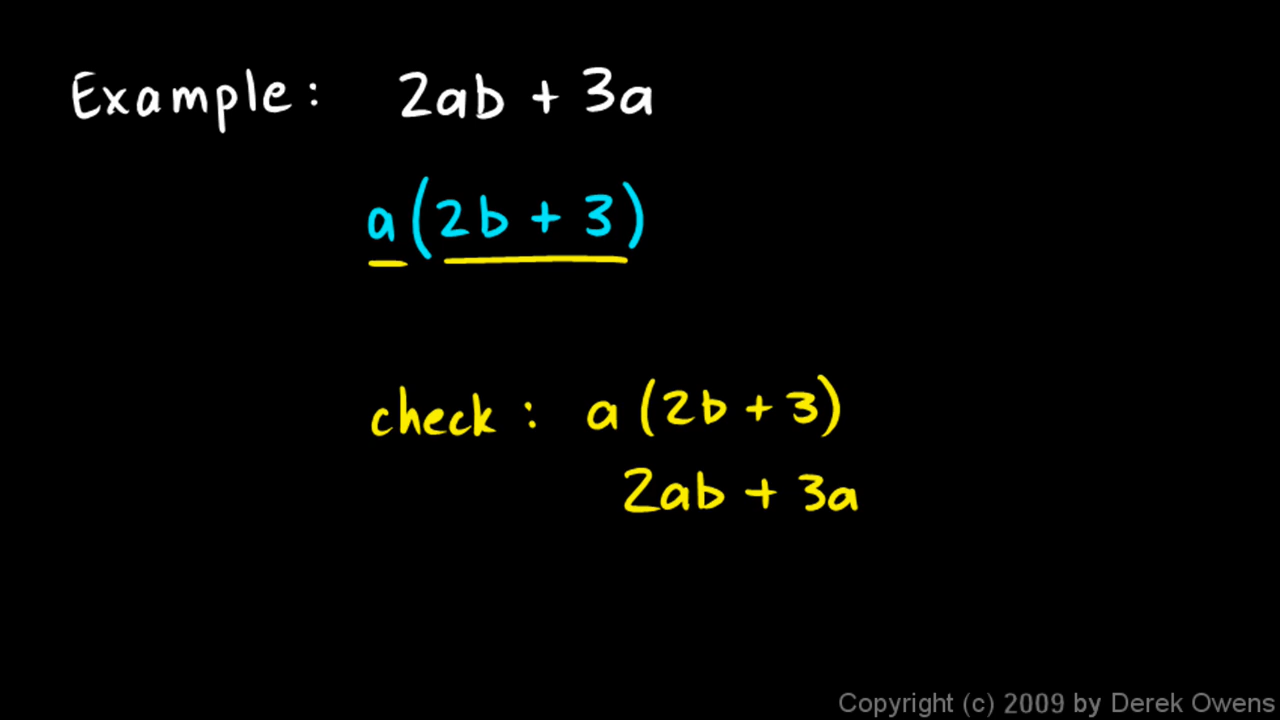 Example: 2ab + 3a
a(2b + 3)
check: a(2b + 3)
2ab + 3a
Copyright (c) 2009 by Derek Owens